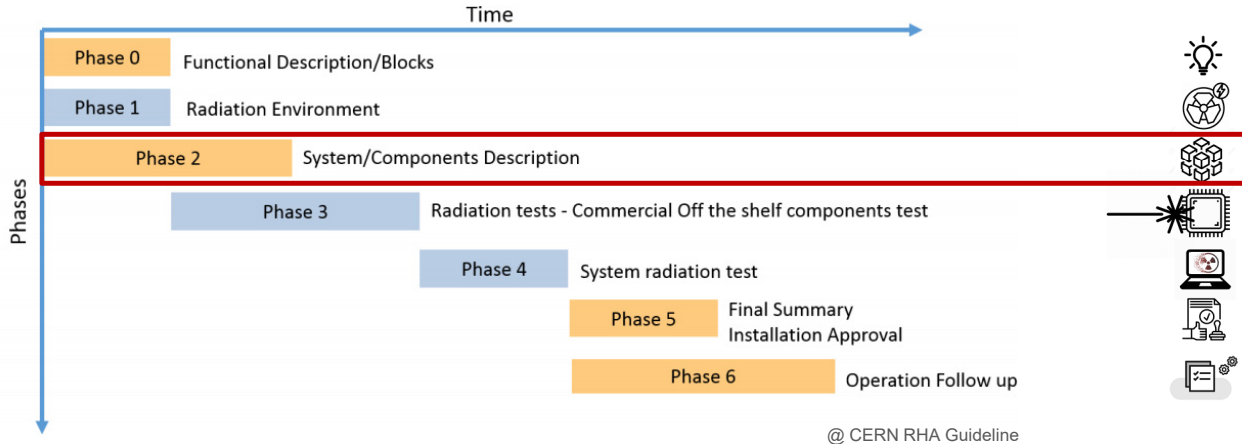 Time
Phase 0
Functional Description/Blocks
Phase 1
Radiation Environment
Phase 2
System/Components Description
Phase 3
Radiation tests - Commercial Off the shelf components test
Phase 4
System radiation test
Phase 5
Final Summary
Installation Approval
Phase 6
Operation Follow up
Phases
@ CERN RHA Guideline